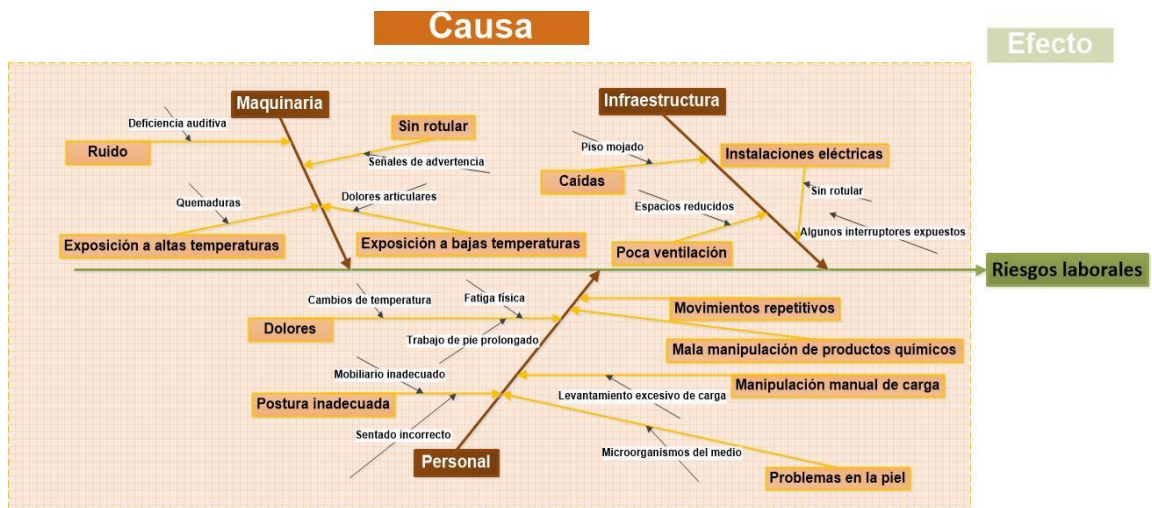 Causa
Efecto
Maquinaria
Infraestructura
Deficiencia auditiva
Sin rotular
Ruido
Señales de advertencia
Piso mojado
Instalaciones eléctricas
Caídas
Dolores articulares
Sin rotular
Quemaduras
Espacios reducidos
Algunos interruptores expuestos
Exposición a altas temperaturas
Exposición a bajas temperaturas
Poca ventilación
Riesgos laborales
Cambios de temperatura
Fatiga física
Movimientos repetitivos
Dolores
Trabajo de pie prolongado
Mala manipulación de productos químicos
Mobiliario inadecuado
Manipulación manual de carga
Levantamiento excesivo de carga
Postura inadecuada
Sentado incorrecto
Microorganismos del medio
Personal
Problemas en la piel